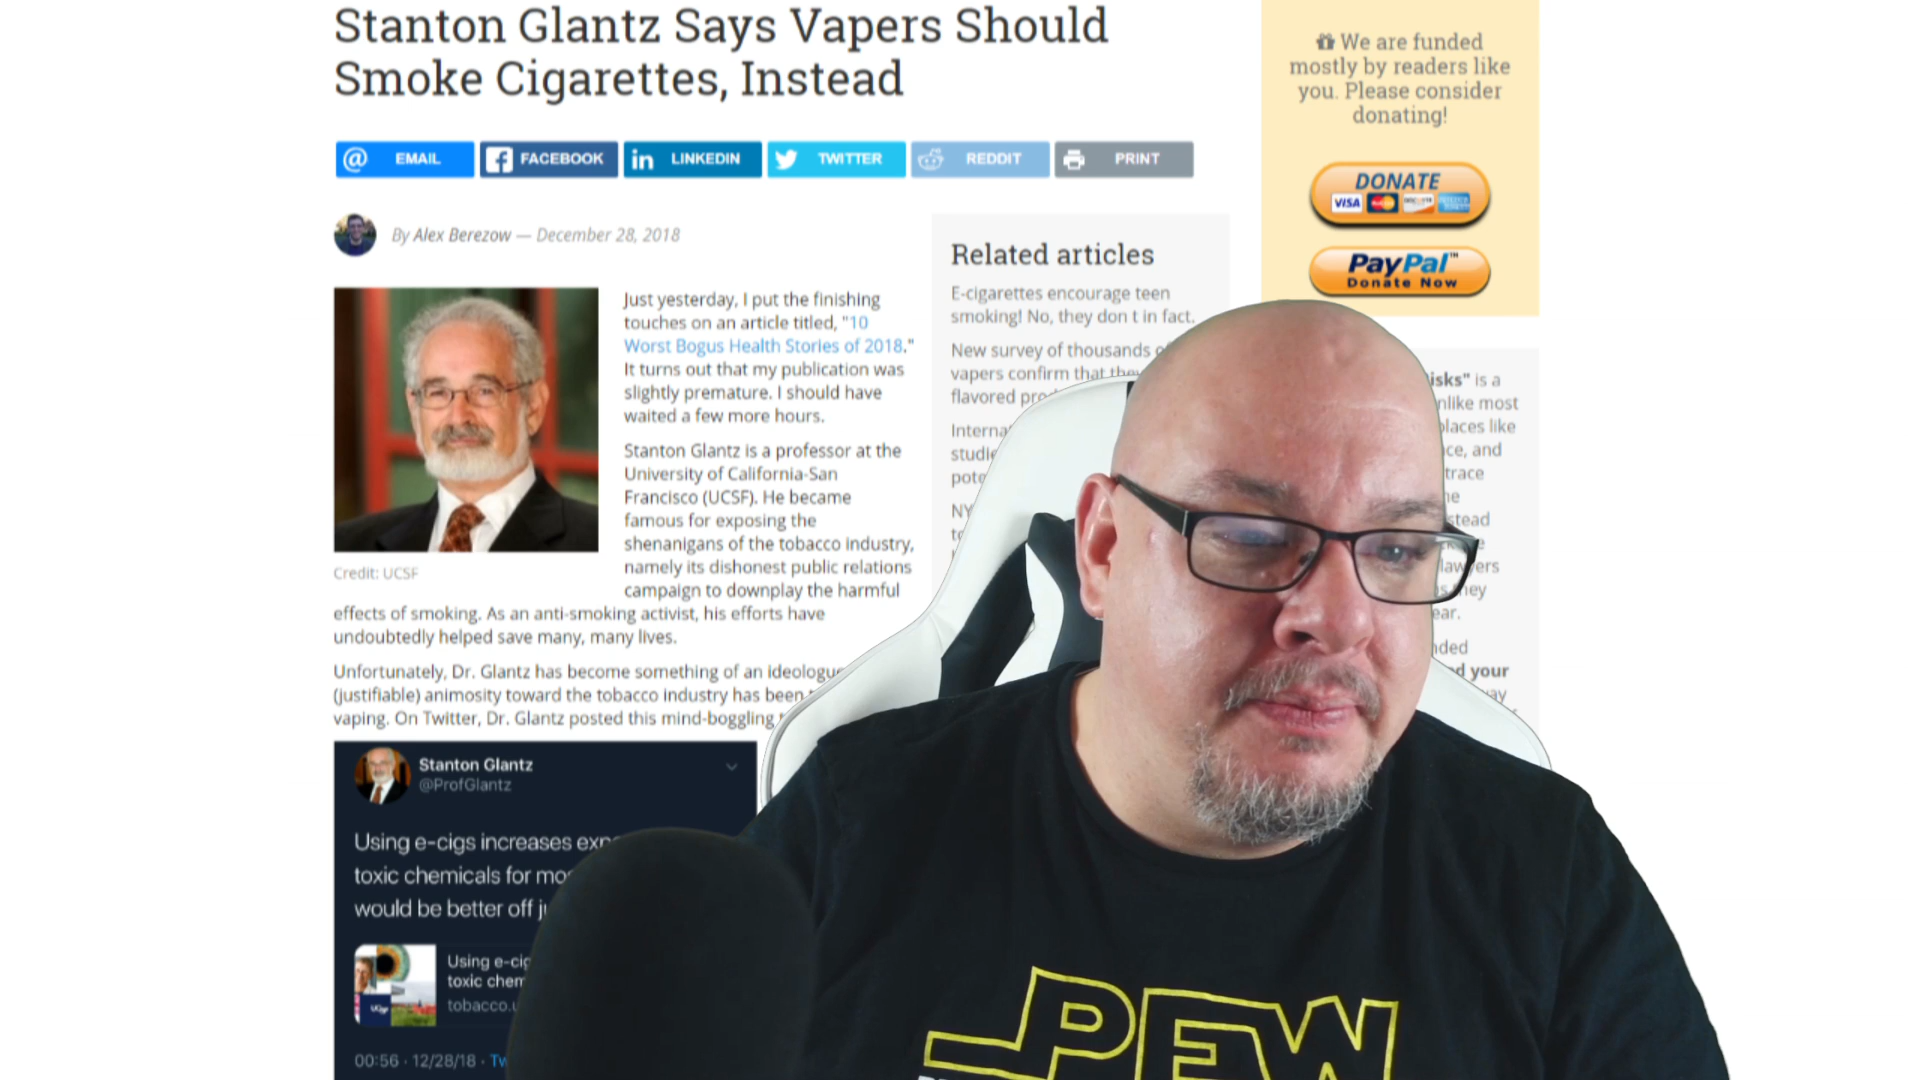 Stanton Glantz Says Vapers Should
Smoke Cigarettes, Instead
EMAIL
FACEBOOK
LINKEDIN
TWITTER
REDDIT
PRINT
By Alex Berezow — December 28, 2018
Just yesterday, I put the finishing
touches on an article titled, "10
Worst Bogus Health Stories of 2018."
It turns out that my publication was
slightly premature. I should have
waited a few more hours.
Stanton Glantz is a professor at the
University of California-San
Francisco (UCSF). He became
famous for exposing the
shenanigans of the tobacco industry,
namely its dishonest public relations
campaign to downplay the harmful
Credit: UCSF
effects of smoking. As an anti-smoking activist, his efforts have
undoubtedly helped save many, many lives.
Unfortunately, Dr. Glantz has become something of an ideologue
(justifiable) animosity toward the tobacco industry has been
vaping. On Twitter, Dr. Glantz posted this mind-boggling
Stanton Glantz
@ProfGlantz
Using e-cigs increases
toxic chemicals for
would be better off
Using
toxic
00:56 · 12/28/18 ·
Related articles
E-cigarettes encourage teen
smoking! No, they don t in fact.
New survey of thousands
vapers confirm that
flavored
We are funded
mostly by readers like
you. Please consider
donating!
DONATE
VISA
PayPal™
Donate Now
is a
most
places like
and
trace
your
PEW